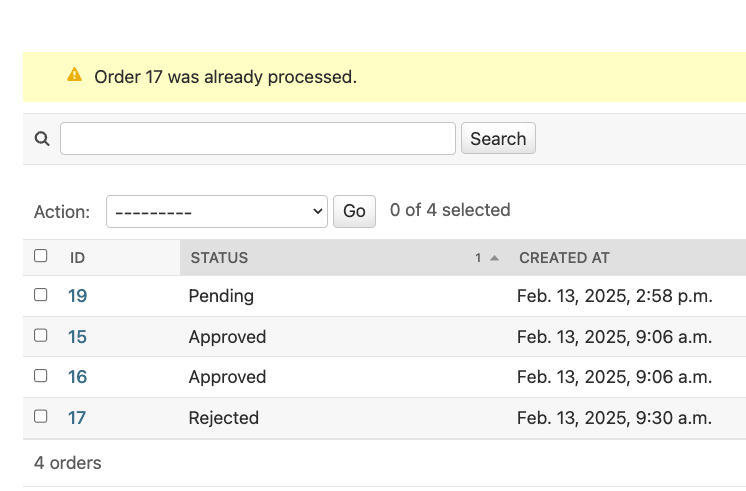 Order 17 was already processed.
Search
Action: --------- Go 0 of 4 selected
ID STATUS 1 CREATED AT
19 Pending Feb. 13, 2025, 2:58 p.m.
15 Approved Feb. 13, 2025, 9:06 a.m.
16 Approved Feb. 13, 2025, 9:06 a.m.
17 Rejected Feb. 13, 2025, 9:30 a.m.
4 orders